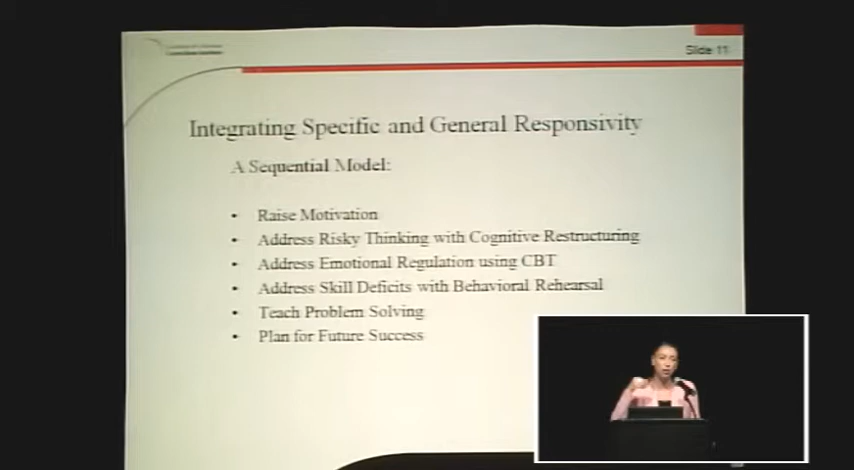 Slide 11
Integrating Specific and General Responsivity
A Sequential Model:
• Raise Motivation
• Address Risky Thinking with Cognitive Restructuring
• Address Emotional Regulation using CBT
• Address Skill Deficits with Behavioral Rehearsal
• Teach Problem Solving
• Plan for Future Success